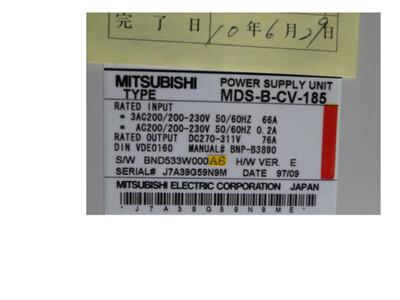 完了日 10年6月29日
MITSUBISHI POWER SUPPLY UNIT
TYPE MDS-B-CV-185
RATED INPUT
* 3AC200/200-230V 50/60HZ 66A
* AC200/200-230V 50/60HZ 0.2A
RATED OUTPUT DC270-311V 76A
DIN VDE0160 MANUAL# BNP-B3890
S/W BND533W000A6 H/W VER. E
SERIAL# J7A39G59N9M DATE 97/09
MITSUBISHI ELECTRIC CORPORATION JAPAN
*J7A39G59N9ME*